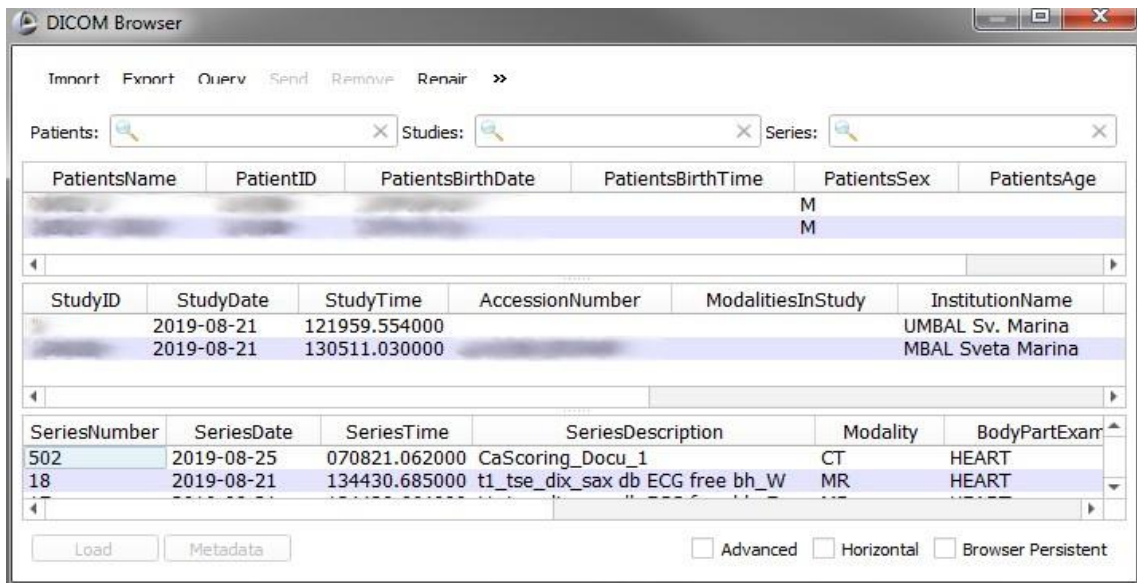 DICOM Browser
Import Export Query Send Remove Repair »
Patients: Studies: Series:
PatientsName PatientID PatientsBirthDate PatientsBirthTime PatientsSex PatientsAge
M
M
StudyID StudyDate StudyTime AccessionNumber ModalitiesInStudy InstitutionName
2019-08-21 121959.554000 UMBAL Sv. Marina
2019-08-21 130511.030000 MBAL Sveta Marina
SeriesNumber SeriesDate SeriesTime SeriesDescription Modality BodyPartExam
502 2019-08-25 070821.062000 CaScoring_Docu_1 CT HEART
18 2019-08-21 134430.685000 t1_tse_dix_sax db ECG free bh_W MR HEART
Load Metadata Advanced Horizontal Browser Persistent